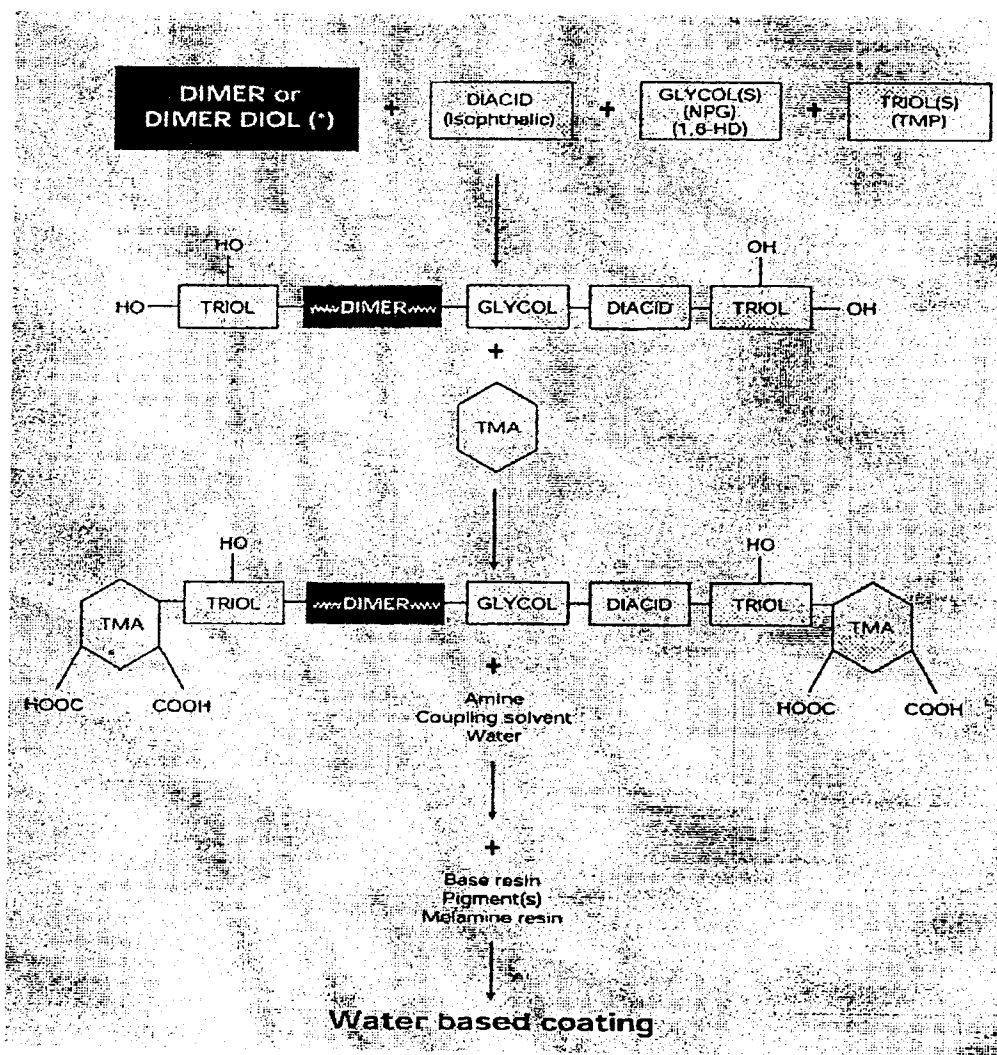 DIMER or
DIMER DIOL (*)
+
DIACID
(Isophthalic)
+
GLYCOL(S)
(NPG)
(1,6-HD)
+
TRIOL(S)
(TMP)
HO
OH
HO TRIOL DIMER GLYCOL DIACID TRIOL OH
+
TMA
HO
HO
TMA TRIOL DIMER GLYCOL DIACID TRIOL TMA
+
HOOC COOH HOOC COOH
Amine
Coupling solvent
Water
+
Base resin
Pigment(s)
Melamine resin
Water based coating